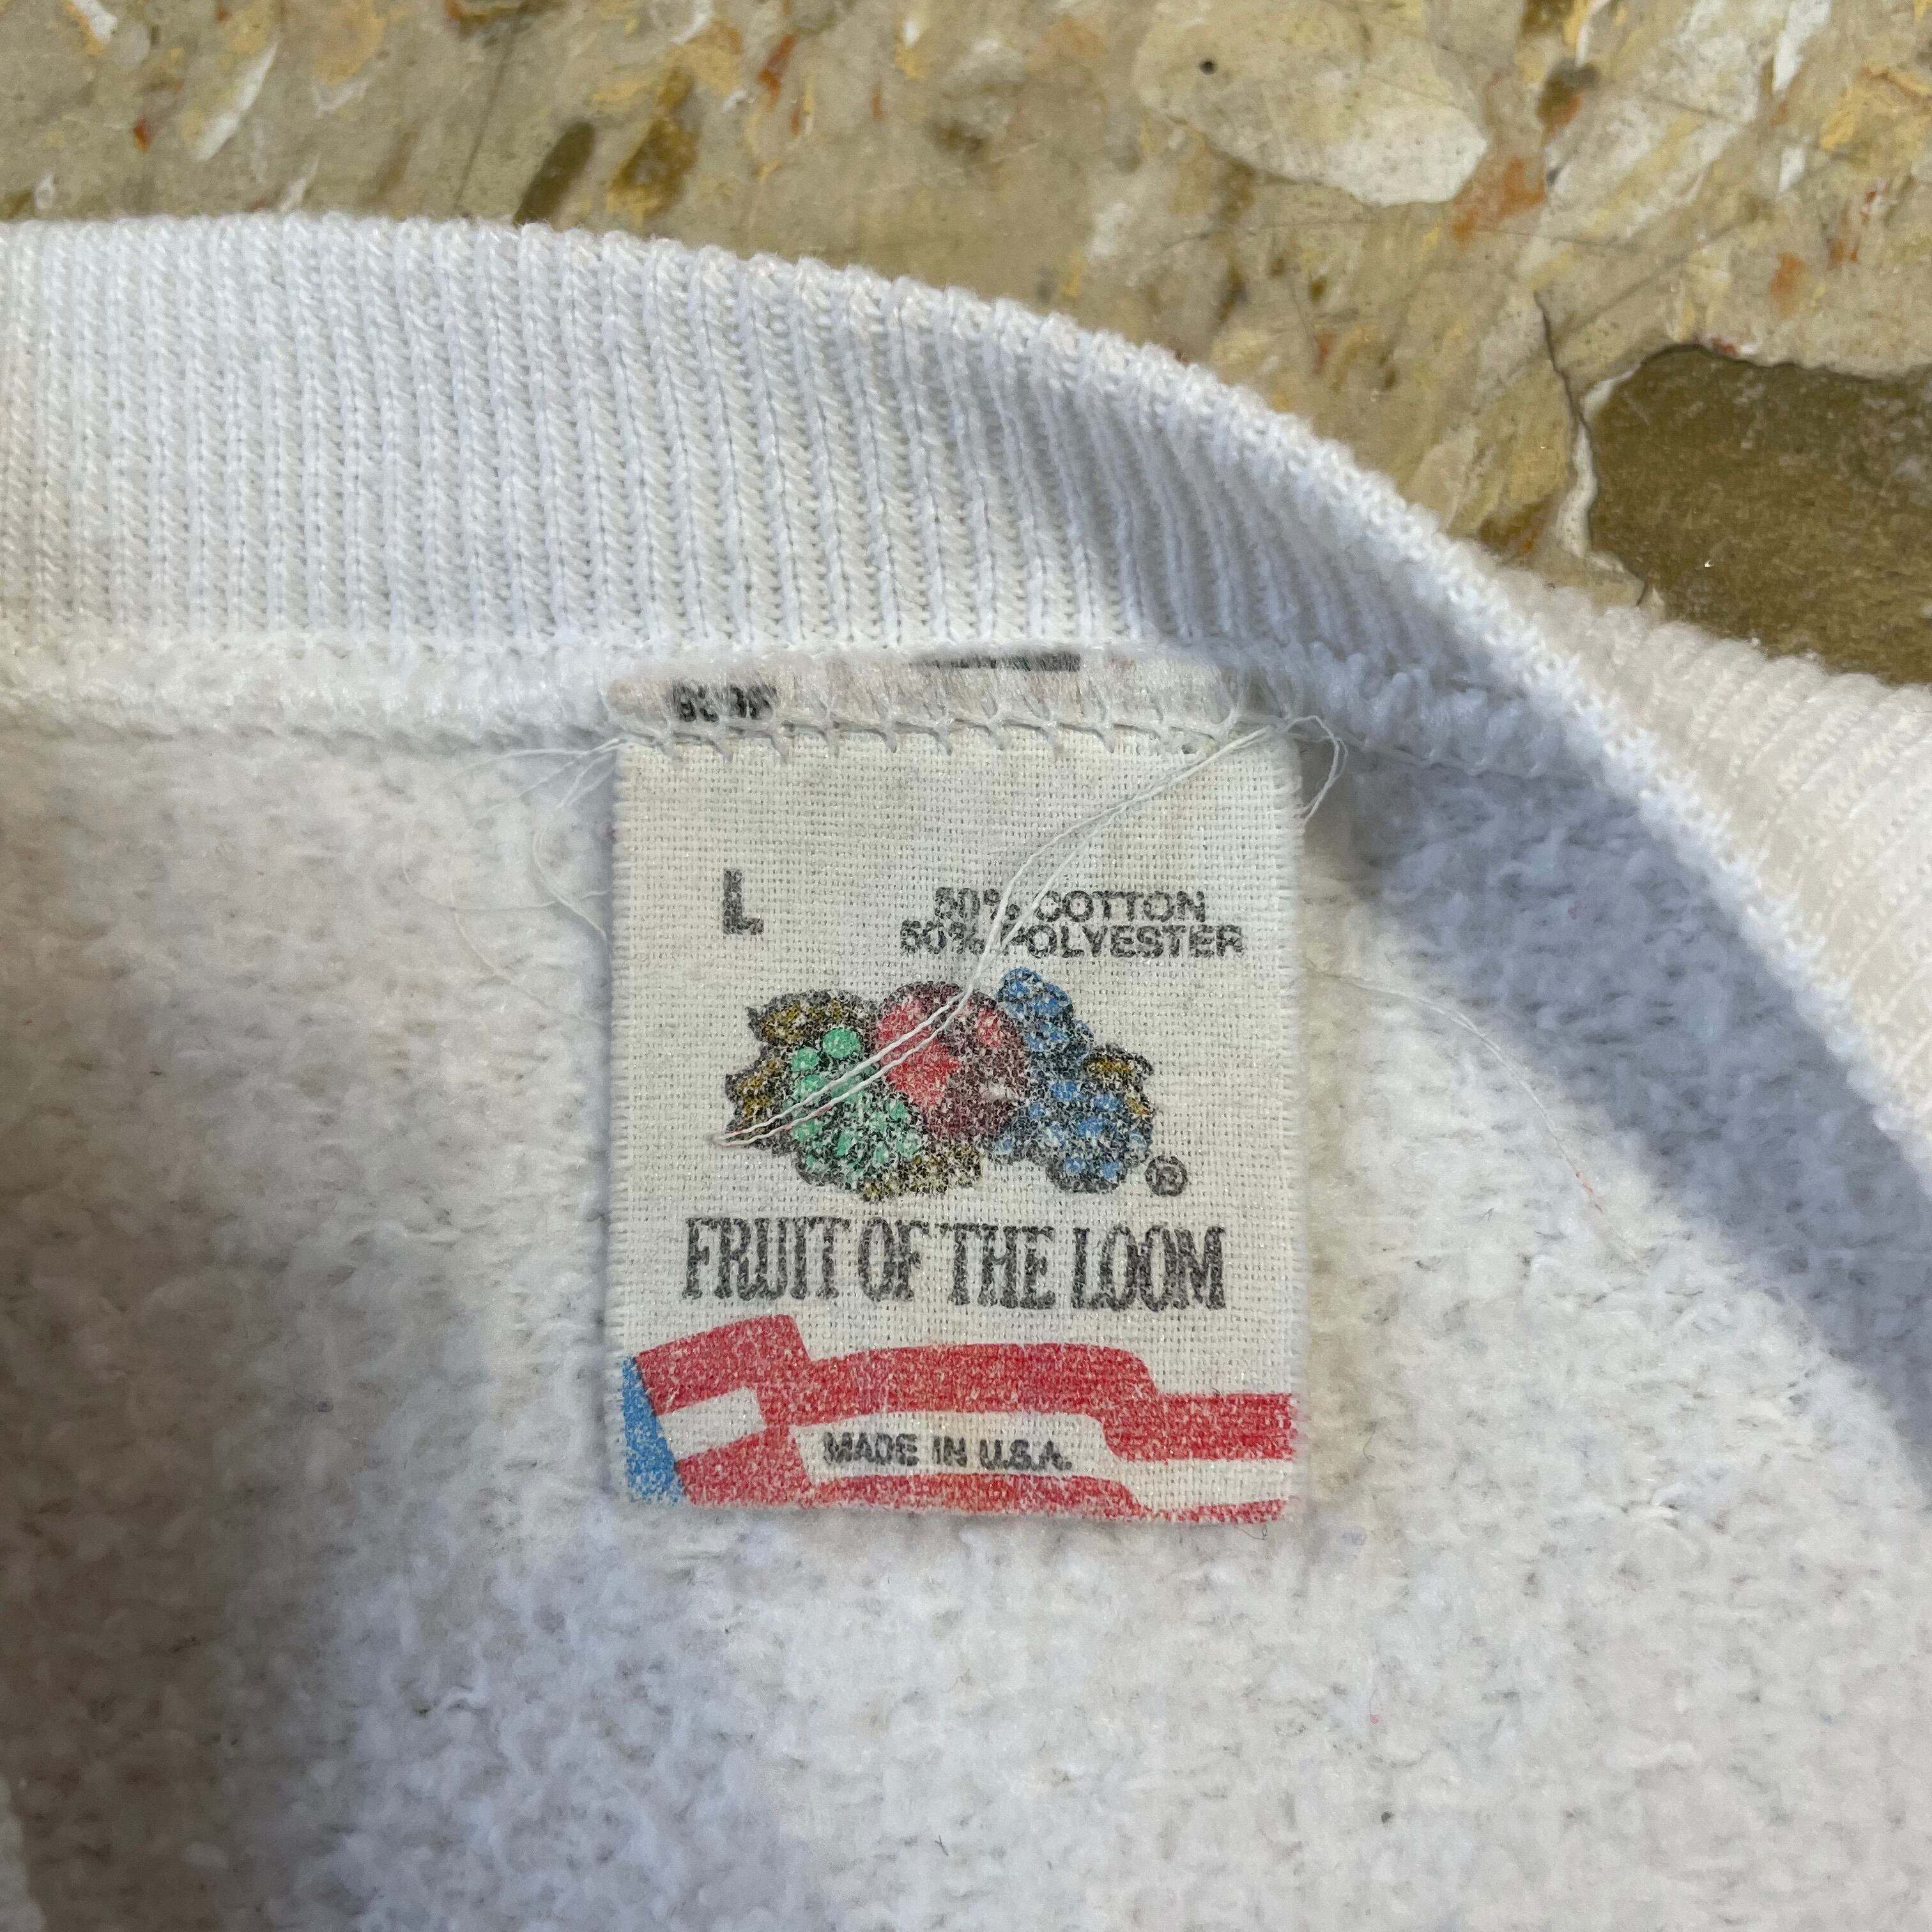 L
50% COTTON
50% POLYESTER
®
FRUIT OF THE LOOM
MADE IN U.S.A.